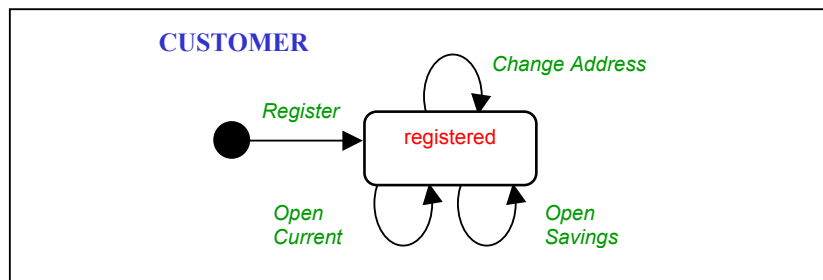 CUSTOMER
Change Address
Register
registered
Open
Current
Open
Savings